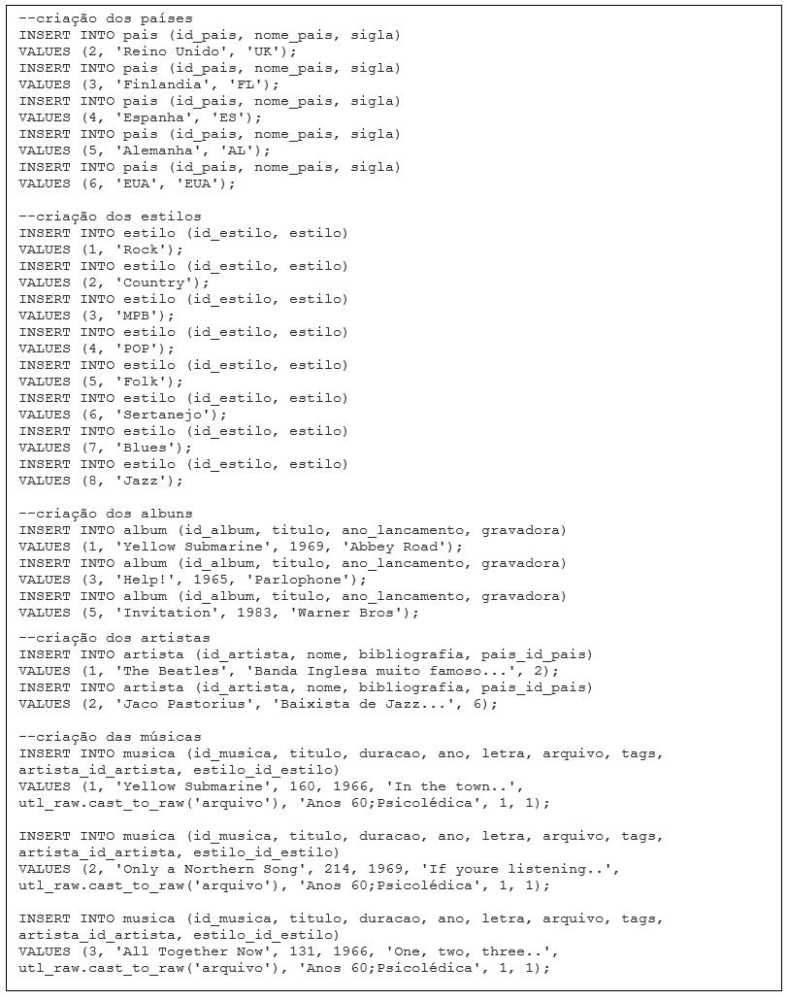 --criação dos países
INSERT INTO pais (id_pais, nome_pais, sigla)
VALUES (2, 'Reino Unido', 'UK');
INSERT INTO pais (id_pais, nome_pais, sigla)
VALUES (3, 'Finlandia', 'FL');
INSERT INTO pais (id_pais, nome_pais, sigla)
VALUES (4, 'Espanha', 'ES');
INSERT INTO pais (id_pais, nome_pais, sigla)
VALUES (5, 'Alemanha', 'AL');
INSERT INTO pais (id_pais, nome_pais, sigla)
VALUES (6, 'EUA', 'EUA');

--criação dos estilos
INSERT INTO estilo (id_estilo, estilo)
VALUES (1, 'Rock');
INSERT INTO estilo (id_estilo, estilo)
VALUES (2, 'Country');
INSERT INTO estilo (id_estilo, estilo)
VALUES (3, 'MPB');
INSERT INTO estilo (id_estilo, estilo)
VALUES (4, 'POP');
INSERT INTO estilo (id_estilo, estilo)
VALUES (5, 'Folk');
INSERT INTO estilo (id_estilo, estilo)
VALUES (6, 'Sertanejo');
INSERT INTO estilo (id_estilo, estilo)
VALUES (7, 'Blues');
INSERT INTO estilo (id_estilo, estilo)
VALUES (8, 'Jazz');

--criação dos albuns
INSERT INTO album (id_album, titulo, ano_lancamento, gravadora)
VALUES (1, 'Yellow Submarine', 1969, 'Abbey Road');
INSERT INTO album (id_album, titulo, ano_lancamento, gravadora)
VALUES (3, 'Help!', 1965, 'Parlophone');
INSERT INTO album (id_album, titulo, ano_lancamento, gravadora)
VALUES (5, 'Invitation', 1983, 'Warner Bros');
--criação dos artistas
INSERT INTO artista (id_artista, nome, bibliografia, pais_id_pais)
VALUES (1, 'The Beatles', 'Banda Inglesa muito famoso...', 2);
INSERT INTO artista (id_artista, nome, bibliografia, pais_id_pais)
VALUES (2, 'Jaco Pastorius', 'Baixista de Jazz...', 6);

--criação das músicas
INSERT INTO musica (id_musica, titulo, duracao, ano, letra, arquivo, tags,
artista_id_artista, estilo_id_estilo)
VALUES (1, 'Yellow Submarine', 160, 1966, 'In the town..',
utl_raw.cast_to_raw('arquivo'), 'Anos 60;Psicolédica', 1, 1);

INSERT INTO musica (id_musica, titulo, duracao, ano, letra, arquivo, tags,
artista_id_artista, estilo_id_estilo)
VALUES (2, 'Only a Northern Song', 214, 1969, 'If youre listening..',
utl_raw.cast_to_raw('arquivo'), 'Anos 60;Psicolédica', 1, 1);

INSERT INTO musica (id_musica, titulo, duracao, ano, letra, arquivo, tags,
artista_id_artista, estilo_id_estilo)
VALUES (3, 'All Together Now', 131, 1966, 'One, two, three..',
utl_raw.cast_to_raw('arquivo'), 'Anos 60;Psicolédica', 1, 1);